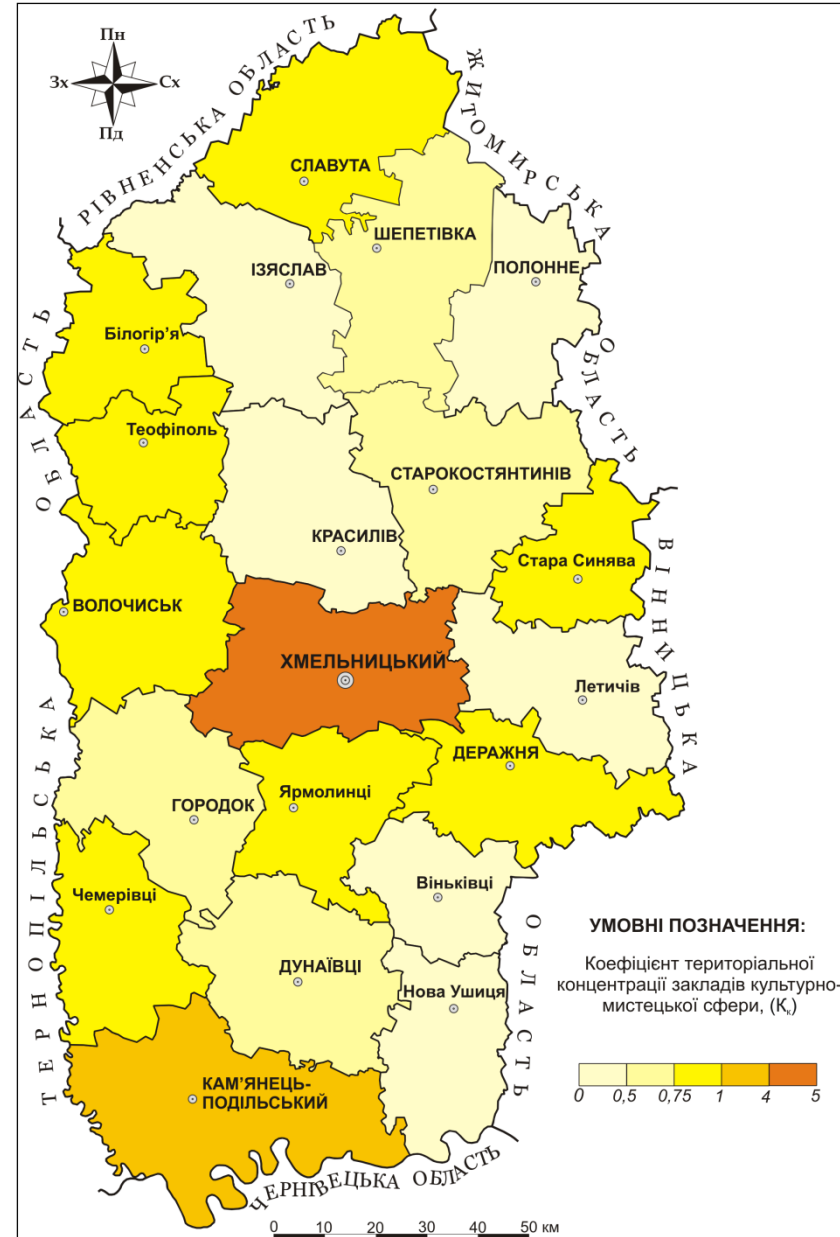 Пн
Зх
Сх
Пд
РІВНЕНСЬКА ОБЛАСТЬ
ЖИТОМИРСЬКА
ОБЛАСТЬ
СЛАВУТА
ШЕПЕТІВКА
ІЗЯСЛАВ
ПОЛОННЕ
Білогір'я
Теофіполь
СТАРОКОСТЯНТИНІВ
КРАСИЛІВ
Стара Синява
ВОЛОЧИСЬК
ХМЕЛЬНИЦЬКИЙ
Летичів
ДЕРАЖНЯ
Ярмолинці
ГОРОДОК
Віньківці
Чемерівці
ДУНАЇВЦІ
Нова Ушиця
КАМ'ЯНЕЦЬ-
ПОДІЛЬСЬКИЙ
ТЕРНОПІЛЬСЬКА
ОБЛАСТЬ
ВІННИЦЬКА
ОБЛАСТЬ
ЧЕРНІВЕЦЬКА ОБЛАСТЬ
УМОВНІ ПОЗНАЧЕННЯ:
Коефіцієнт територіальної
концентрації закладів культурно-
мистецької сфери, (Кк)
0 0,5 0,75 1 4 5
0 10 20 30 40 50 км